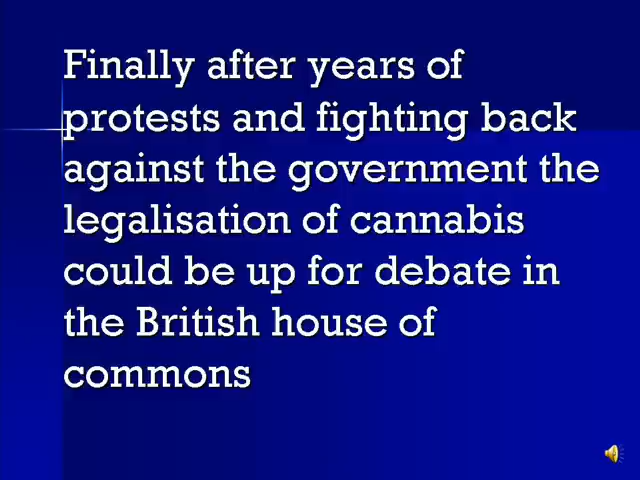 Finally after years of
protests and fighting back
against the government the
legalisation of cannabis
could be up for debate in
the British house of
commons